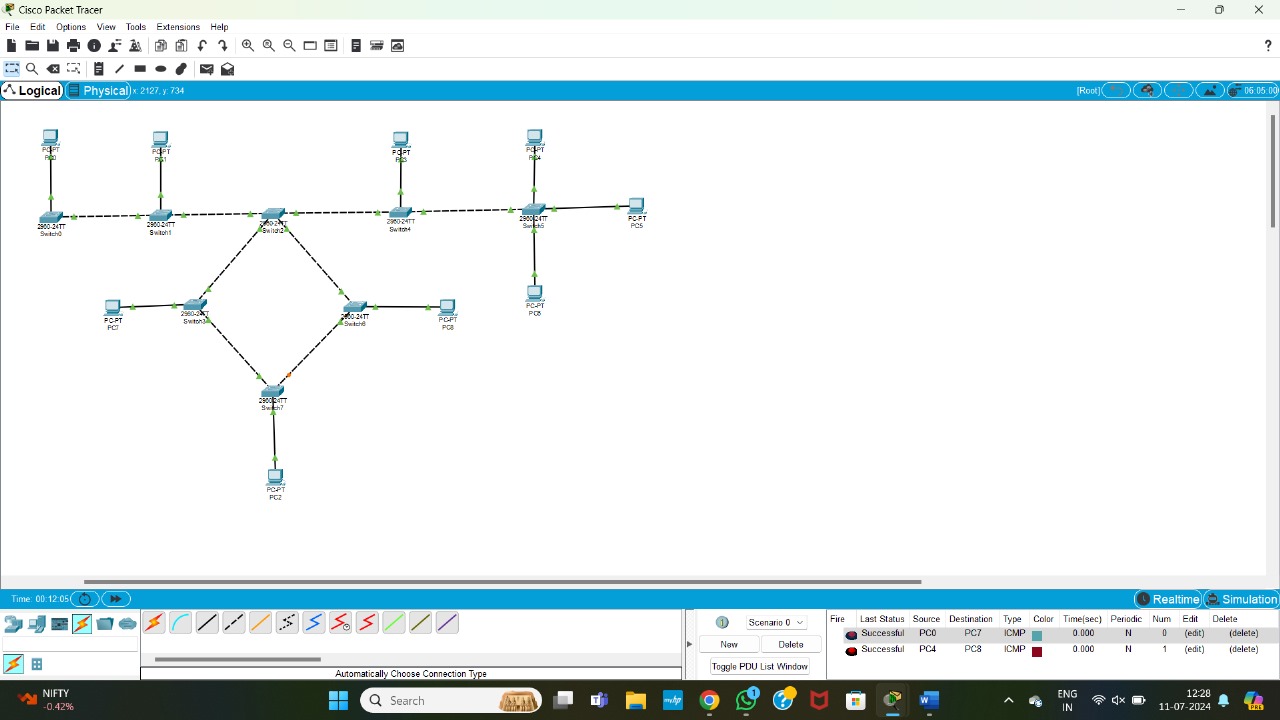 Cisco Packet Tracer
File Edit Options View Tools Extensions Help
?
Logical Physical x: 2127, y: 734 [Root] 06:05:00
PC-PT
PC0
PC-PT
PC1
PC-PT
PC3
PC-PT
PC4
2960-24TT
Switch0
2960-24TT
Switch1
2960-24TT
Switch2
2960-24TT
Switch4
2960-24TT
Switch5
PC-PT
PC5
PC-PT
PC7
2960-24TT
Switch3
2960-24TT
Switch6
PC-PT
PC-PT
2960-24TT
Switch7
PC-PT
PC2
Time: 00:12:05 Realtime Simulation
Scenario 0
New Delete
Toggle PDU List Window
Fire Last Status Source Destination Type Color Time(sec) Periodic Num Edit Delete
Successful PC0 PC7 ICMP 0.000 N 0 (edit) (delete)
Successful PC4 PC8 ICMP 0.000 N 1 (edit) (delete)
Automatically Choose Connection Type
NIFTY
-0.42%
Search
1
ENG
IN
12:28
11-07-2024